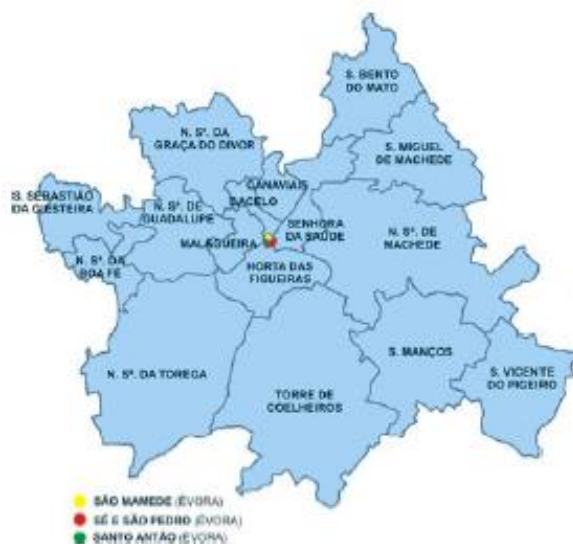 S. BENTO
DO MATO
N. Sª. DA
GRAÇA DO DIVOR
S. MIGUEL
DE MACHEDE
CANAVIAIS
BACELO
S. SEBASTIÃO
DA GIESTEIRA
N. Sª. DE
GUADALUPE
SENHORA
DA SAÚDE
N. Sª. DE
MACHEDE
MALAGUEIRA
N. Sª. DA
BOA FÉ
HORTA DAS
FIGUEIRAS
S. MANÇOS
N. Sª. DA TOREGA
S. VICENTE
DO PIGEIRO
TORRE DE
COELHEIROS
SÃO MAMEDE (ÉVORA)
SÉ E SÃO PEDRO (ÉVORA)
SANTO ANTÃO (ÉVORA)